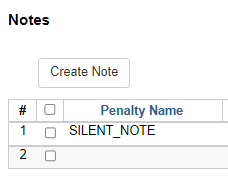 Notes
Create Note
# Penalty Name
1 SILENT_NOTE
2